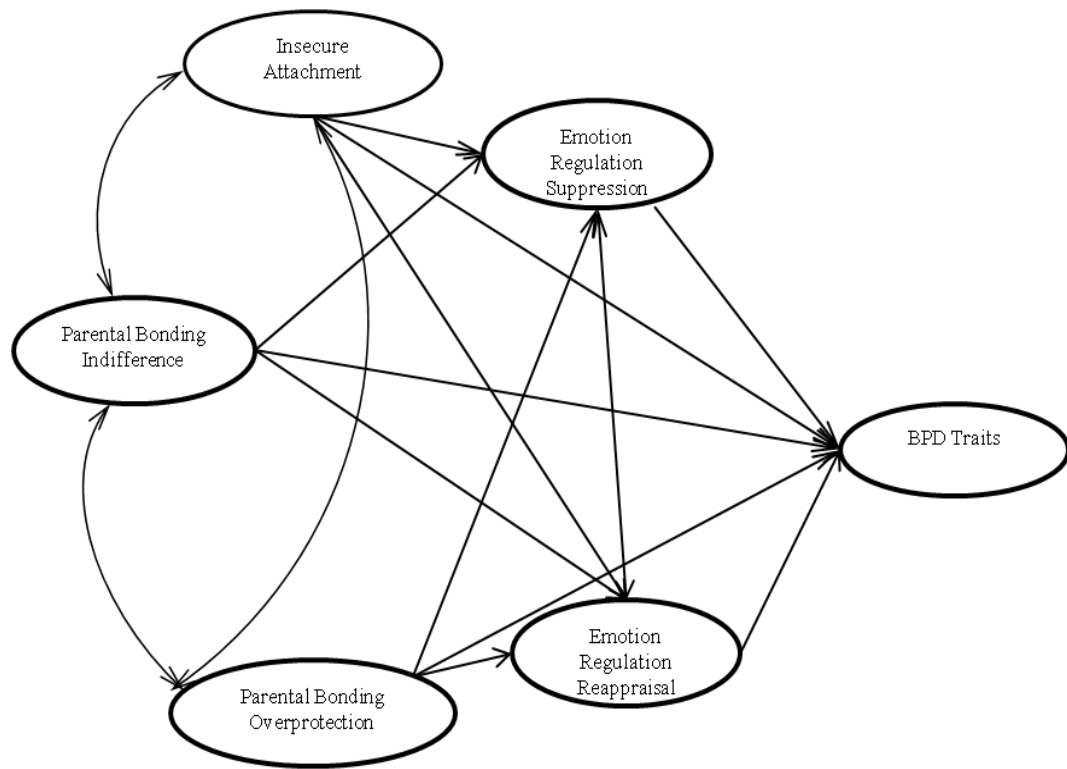 Insecure
Attachment
Emotion
Regulation
Suppression
Parental Bonding
Indifference
BPD Traits
Emotion
Regulation
Reappraisal
Parental Bonding
Overprotection